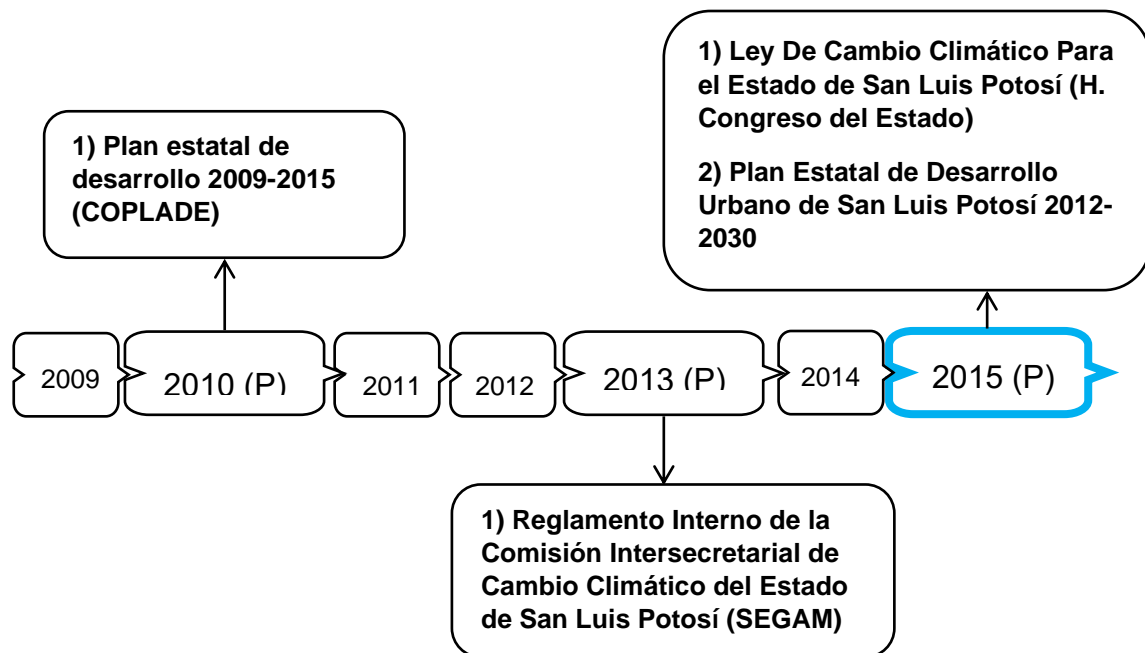 1) Ley De Cambio Climático Para
el Estado de San Luis Potosí (H.
Congreso del Estado)
2) Plan Estatal de Desarrollo
Urbano de San Luis Potosí 2012-
2030
1) Plan estatal de
desarrollo 2009-2015
(COPLADE)
2009
2010 (P)
2011
2012
2013 (P)
2014
2015 (P)
1) Reglamento Interno de la
Comisión Intersecretarial de
Cambio Climático del Estado
de San Luis Potosí (SEGAM)